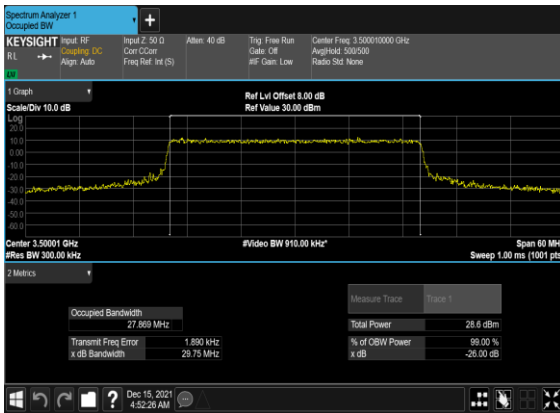 Spectrum Analyzer 1
Occupied BW
KEYSIGHT
RL
Input: RF
Coupling: DC
Align: Auto
Input Z: 50 Ω
Corr CCorr
Freq Ref: Int (S)
Atten: 40 dB
Trig: Free Run
Gate: Off
#IF Gain: Low
Center Freq: 3.500010000 GHz
Avg|Hold: 500/500
Radio Std: None
1 Graph
Scale/Div 10.0 dB
Ref Lvl Offset 8.00 dB
Ref Value 30.00 dBm
Log
20.0
10.0
0.00
-10.0
-20.0
-30.0
-40.0
-50.0
-60.0
Center 3.50001 GHz
#Res BW 300.00 kHz
#Video BW 910.00 kHz*
Span 60 MH
Sweep 1.00 ms (1001 pts
2 Metrics
Measure Trace
Trace 1
Occupied Bandwidth
27.869 MHz
Total Power
28.6 dBm
Transmit Freq Error
1.890 kHz
% of OBW Power
99.00 %
x dB Bandwidth
29.75 MHz
x dB
-26.00 dB
Dec 15, 2021
4:52:26 AM